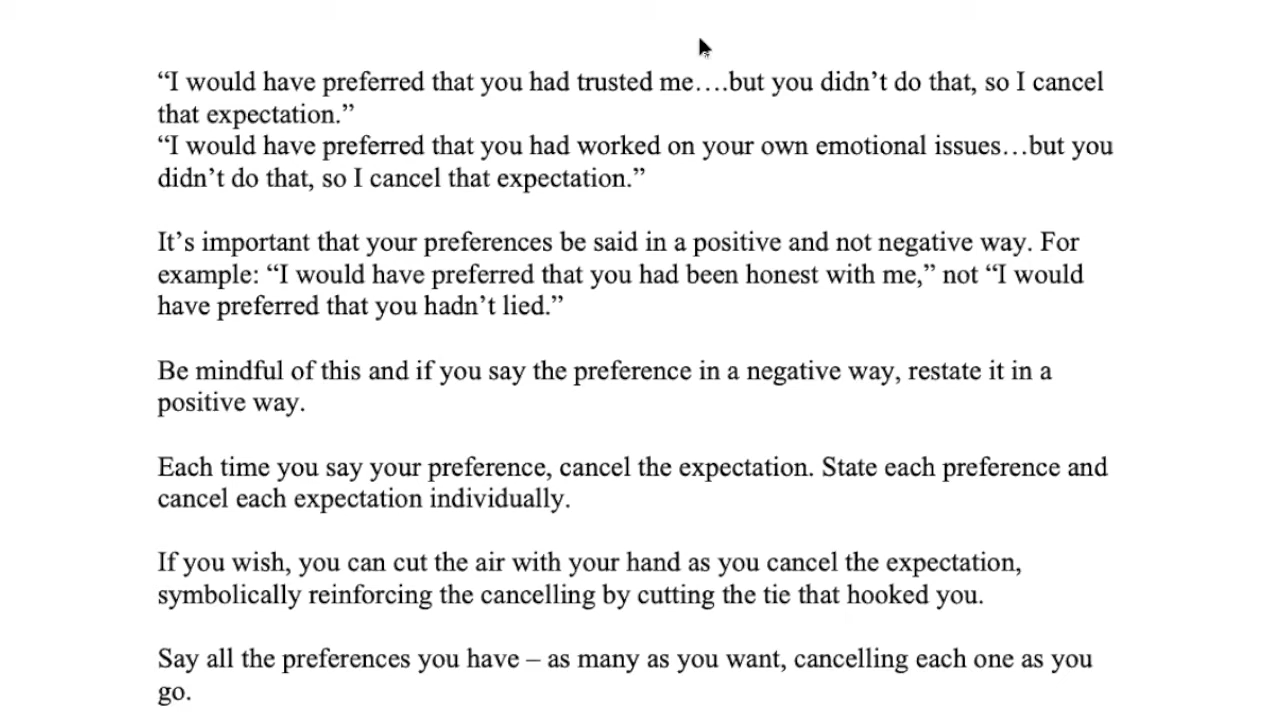 “I would have preferred that you had trusted me….but you didn’t do that, so I cancel
that expectation.”
“I would have preferred that you had worked on your own emotional issues…but you
didn’t do that, so I cancel that expectation.”
It’s important that your preferences be said in a positive and not negative way. For
example: “I would have preferred that you had been honest with me,” not “I would
have preferred that you hadn’t lied.”
Be mindful of this and if you say the preference in a negative way, restate it in a
positive way.
Each time you say your preference, cancel the expectation. State each preference and
cancel each expectation individually.
If you wish, you can cut the air with your hand as you cancel the expectation,
symbolically reinforcing the cancelling by cutting the tie that hooked you.
Say all the preferences you have – as many as you want, cancelling each one as you
go.